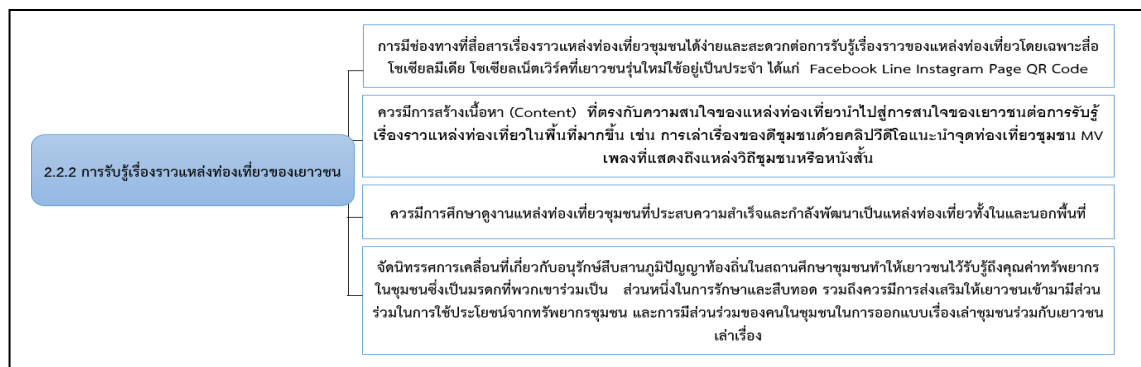 การมีช่องทางที่สื่อสารเรื่องราวแหล่งท่องเที่ยวชุมชนได้ง่ายและสะดวกต่อการรับรู้เรื่องราวของแหล่งท่องเที่ยวโดยเฉพาะสื่อ
โซเซียลมีเดีย โซเซียลเน็ตเวิร์คที่เยาวชนรุ่นใหม่ใช้อยู่เป็นประจำ ได้แก่ Facebook Line Instagram Page QR Code
ควรมีการสร้างเนื้อหา (Content) ที่ตรงกับความสนใจของแหล่งท่องเที่ยวนำไปสู่การสนใจของเยาวชนต่อการรับรู้
เรื่องราวแหล่งท่องเที่ยวในพื้นที่มากขึ้น เช่น การเล่าเรื่องของดีชุมชนด้วยคลิปวีดีโอแนะนำจุดท่องเที่ยวชุมชน MV
เพลงที่แสดงถึงแหล่งวิถีชุมชนหรือหนังสั้น
2.2.2 การรับรู้เรื่องราวแหล่งท่องเที่ยวของเยาวชน
ควรมีการศึกษาดูงานแหล่งท่องเที่ยวชุมชนที่ประสบความสำเร็จและกำลังพัฒนาเป็นแหล่งท่องเที่ยวทั้งในและนอกพื้นที่
จัดนิทรรศการเคลื่อนที่เกี่ยวกับอนุรักษ์สืบสานภูมิปัญญาท้องถิ่นในสถานศึกษาชุมชนทำให้เยาวชนไว้รับรู้ถึงคุณค่าทรัพยากร
ในชุมชนซึ่งเป็นมรดกที่พวกเขาร่วมเป็น ส่วนหนึ่งในการรักษาและสืบทอด รวมถึงควรมีการส่งเสริมให้เยาวชนเข้ามามีส่วน
ร่วมในการใช้ประโยชน์จากทรัพยากรชุมชน และการมีส่วนร่วมของคนในชุมชนในการออกแบบเรื่องเล่าชุมชนร่วมกับเยาวชน
เล่าเรื่อง